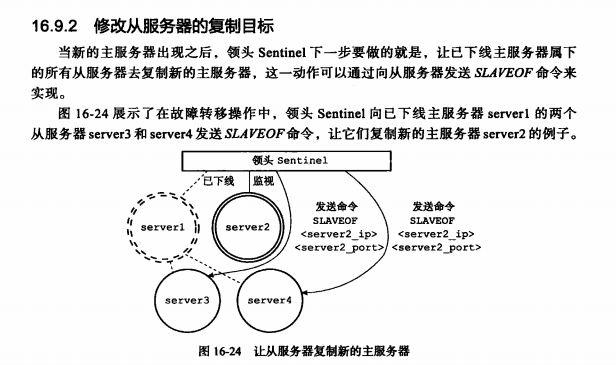 16.9.2 修改从服务器的复制目标
当新的主服务器出现之后，领头 Sentinel 下一步要做的就是，让已下线主服务器属下
的所有从服务器去复制新的主服务器，这一动作可以通过向从服务器发送 SLAVEOF 命令来
实现。
图 16-24 展示了在故障转移操作中，领头 Sentinel 向已下线主服务器 server1 的两个
从服务器 server3 和 server4 发送 SLAVEOF 命令，让它们复制新的主服务器 server2 的例子。
领头 Sentinel
已下线 监视
server1 server2
发送命令
SLAVEOF
<server2_ip>
<server2_port>
发送命令
SLAVEOF
<server2_ip>
<server2_port>
server3 server4
图 16-24 让从服务器复制新的主服务器